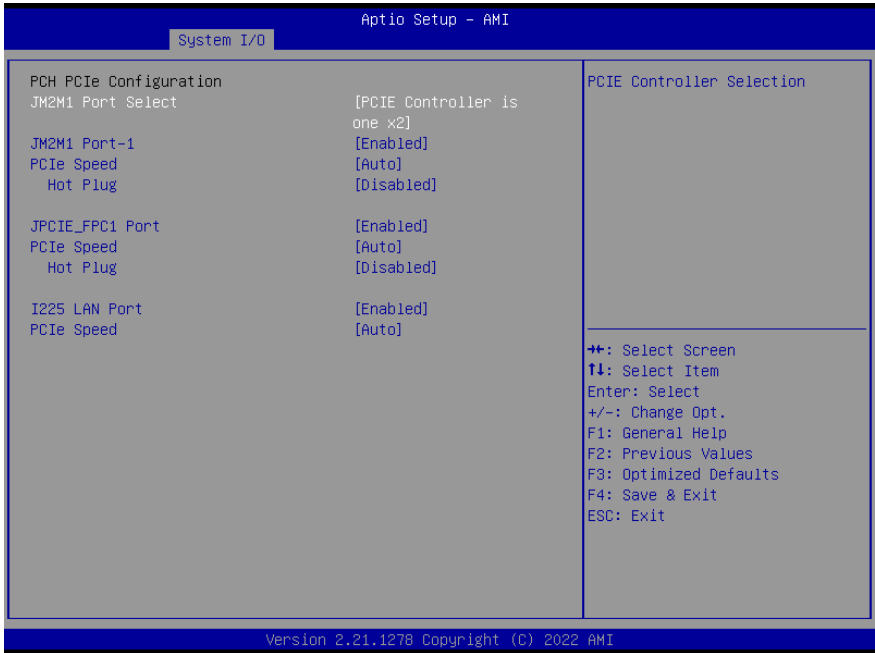 Aptio Setup – AMI
System I/O
PCH PCIe Configuration
JM2M1 Port Select [PCIE Controller is
one x2]
JM2M1 Port-1 [Enabled]
PCIe Speed [Auto]
Hot Plug [Disabled]
JPCIE_FPC1 Port [Enabled]
PCIe Speed [Auto]
Hot Plug [Disabled]
I225 LAN Port [Enabled]
PCIe Speed [Auto]
PCIE Controller Selection
→←: Select Screen
↑↓: Select Item
Enter: Select
+/-: Change Opt.
F1: General Help
F2: Previous Values
F3: Optimized Defaults
F4: Save & Exit
ESC: Exit
Version 2.21.1278 Copyright (C) 2022 AMI